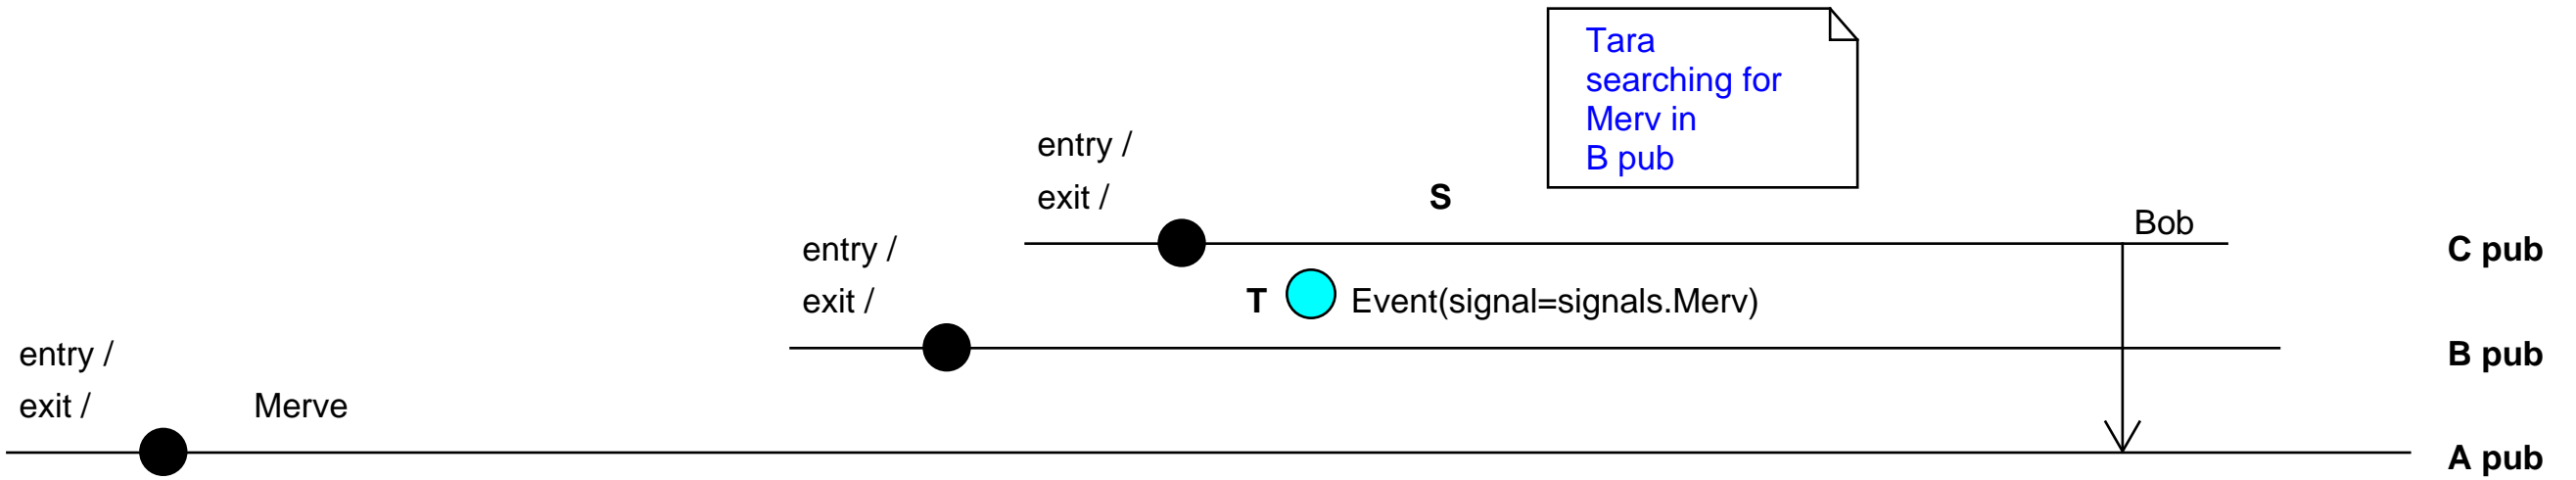 Tara
searching for
Merv in
B pub
entry /
exit /
S
Bob
C pub
entry /
exit /
T
Event(signal=signals.Merv)
B pub
entry /
exit /
Merve
A pub